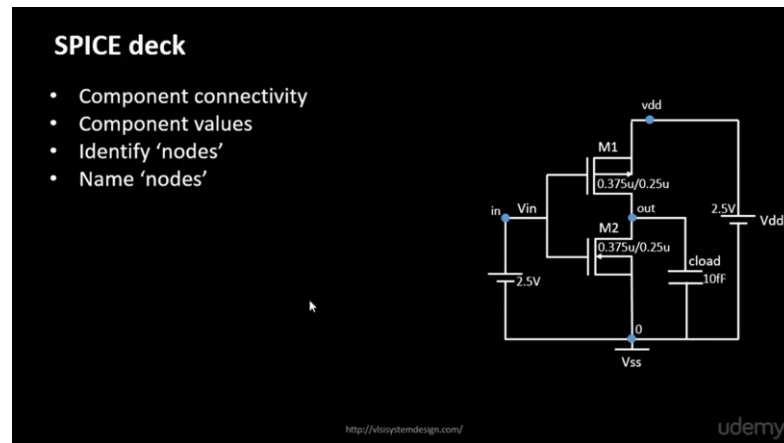 SPICE deck
• Component connectivity
• Component values
• Identify ‘nodes’
• Name ‘nodes’
vdd
M1
0.375u/0.25u
in
Vin
out
2.5V
Vdd
M2
0.375u/0.25u
cload
10fF
2.5V
0
Vss
http://vlsisystemdesign.com/
udemy